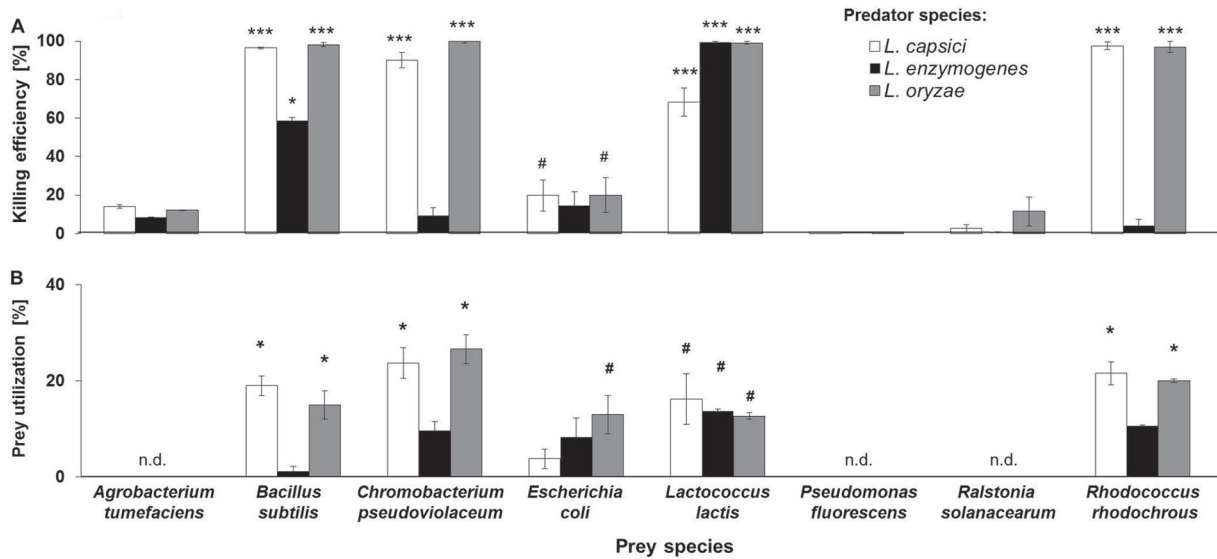 A
Killing efficiency [%]
100
80
60
40
20
0
*** *** *** *** *** *** *** ***
*
***
# #
Predator species:
L. capsici
L. enzymogenes
L. oryzae
B
Prey utilization [%]
40
20
0
n.d.
* *
* *
#
# # #
n.d.
n.d.
* *
Agrobacterium tumefaciens
Bacillus subtilis
Chromobacterium pseudoviolaceum
Escherichia coli
Lactococcus lactis
Pseudomonas fluorescens
Ralstonia solanacearum
Rhodococcus rhodochrous
Prey species